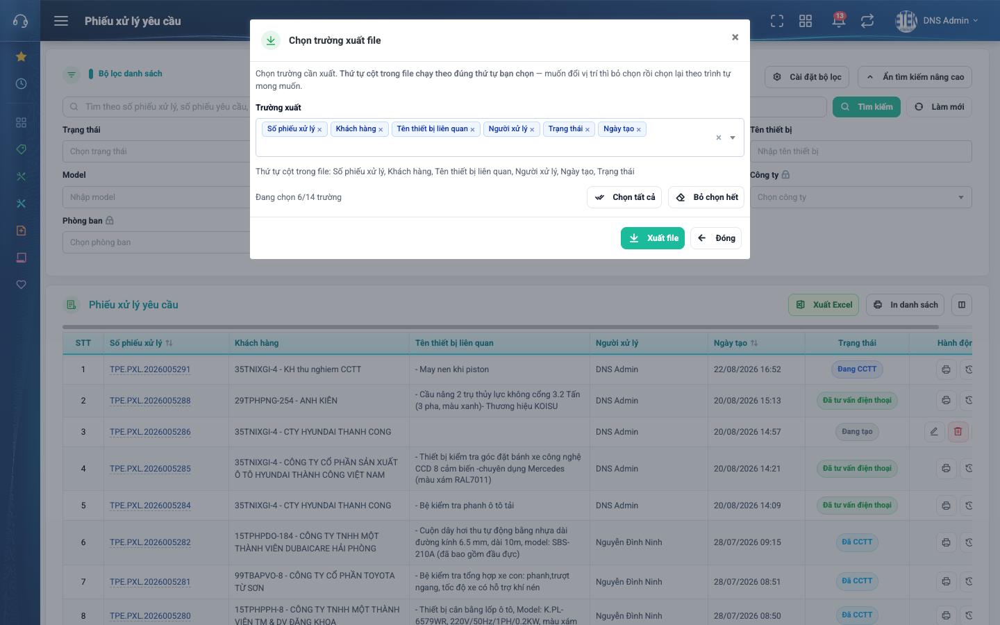 Phiếu xử lý yêu cầu
13
DNS Admin
Chọn trường xuất file
×
Chọn trường cần xuất. Thứ tự cột trong file chạy theo đúng thứ tự bạn chọn — muốn đổi vị trí thì bỏ chọn rồi chọn lại theo trình tự
mong muốn.
Trường xuất
Số phiếu xử lý × Khách hàng × Tên thiết bị liên quan × Người xử lý × Trạng thái × Ngày tạo ×
×
Thứ tự cột trong file: Số phiếu xử lý, Khách hàng, Tên thiết bị liên quan, Người xử lý, Ngày tạo, Trạng thái
Đang chọn 6/14 trường
Chọn tất cả
Bỏ chọn hết
Xuất file
Đóng
Bộ lọc danh sách
Cài đặt bộ lọc
Ẩn tìm kiếm nâng cao
Tìm theo số phiếu xử lý, số phiếu yêu cầu,
Tìm kiếm
Làm mới
Trạng thái
Tên thiết bị
Chọn trạng thái
Nhập tên thiết bị
Model
Công ty
Nhập model
Chọn công ty
Phòng ban
Chọn phòng ban
Phiếu xử lý yêu cầu
Xuất Excel
In danh sách
STT Số phiếu xử lý Khách hàng Tên thiết bị liên quan Người xử lý Ngày tạo Trạng thái Hành độn
1 TPE.PXL.2026005291 35TNIXGI-4 - KH thu nghiem CCTT - May nen khi piston DNS Admin 22/08/2026 16:52 Đang CCTT
2 TPE.PXL.2026005288 29TPHPNG-254 - ANH KIÊN - Cầu nâng 2 trụ thủy lực không cổng 3.2 Tấn DNS Admin 20/08/2026 15:13 Đã tư vấn điện thoại
(3 pha, màu xanh)- Thương hiệu KOISU
3 TPE.PXL.2026005286 35TNIXGI-4 - CTY HYUNDAI THANH CONG DNS Admin 20/08/2026 14:57 Đang tạo
4 TPE.PXL.2026005285 35TNIXGI-4 - CÔNG TY CỔ PHẦN SẢN XUẤT - Thiết bị kiểm tra góc đặt bánh xe công nghệ DNS Admin 20/08/2026 14:21 Đã tư vấn điện thoại
Ô TÔ HYUNDAI THÀNH CÔNG VIỆT NAM CCD 8 cảm biến -chuyên dụng Mercedes
(màu xám RAL7011)
5 TPE.PXL.2026005284 35TNIXGI-4 - CTY HYUNDAI THANH CONG - Bệ kiểm tra phanh ô tô tải DNS Admin 20/08/2026 14:09 Đã tư vấn điện thoại
6 TPE.PXL.2026005282 15TPHPDO-184 - CÔNG TY TNHH MỘT - Cuộn dây hơi thu tự động bằng nhựa dài Nguyễn Đình Ninh 28/07/2026 09:15 Đã CCTT
THÀNH VIÊN DUBAICARE HẢI PHÒNG đường kính 6.5 mm, dài 10m, model: SBS-
210A (đã bao gồm đầu đực)
7 TPE.PXL.2026005281 99TBAPVO-8 - CÔNG TY CỔ PHẦN TOYOTA - Bệ kiểm tra tổng hợp xe con: phanh,trượt Nguyễn Đình Ninh 28/07/2026 08:51 Đã CCTT
TỪ SƠN ngang, tốc độ xe có hỗ trợ khí nén
8 TPE.PXL.2026005280 15TPHPPH-8 - CÔNG TY TNHH MỘT THÀNH - Thiết bị cân bằng lốp ô tô, Model: K.PL- Nguyễn Đình Ninh 28/07/2026 08:50 Đã CCTT
VIÊN TM & DV ĐĂNG KHOA 6579WR, 220V/50Hz/1PH/0.2KW, màu xám